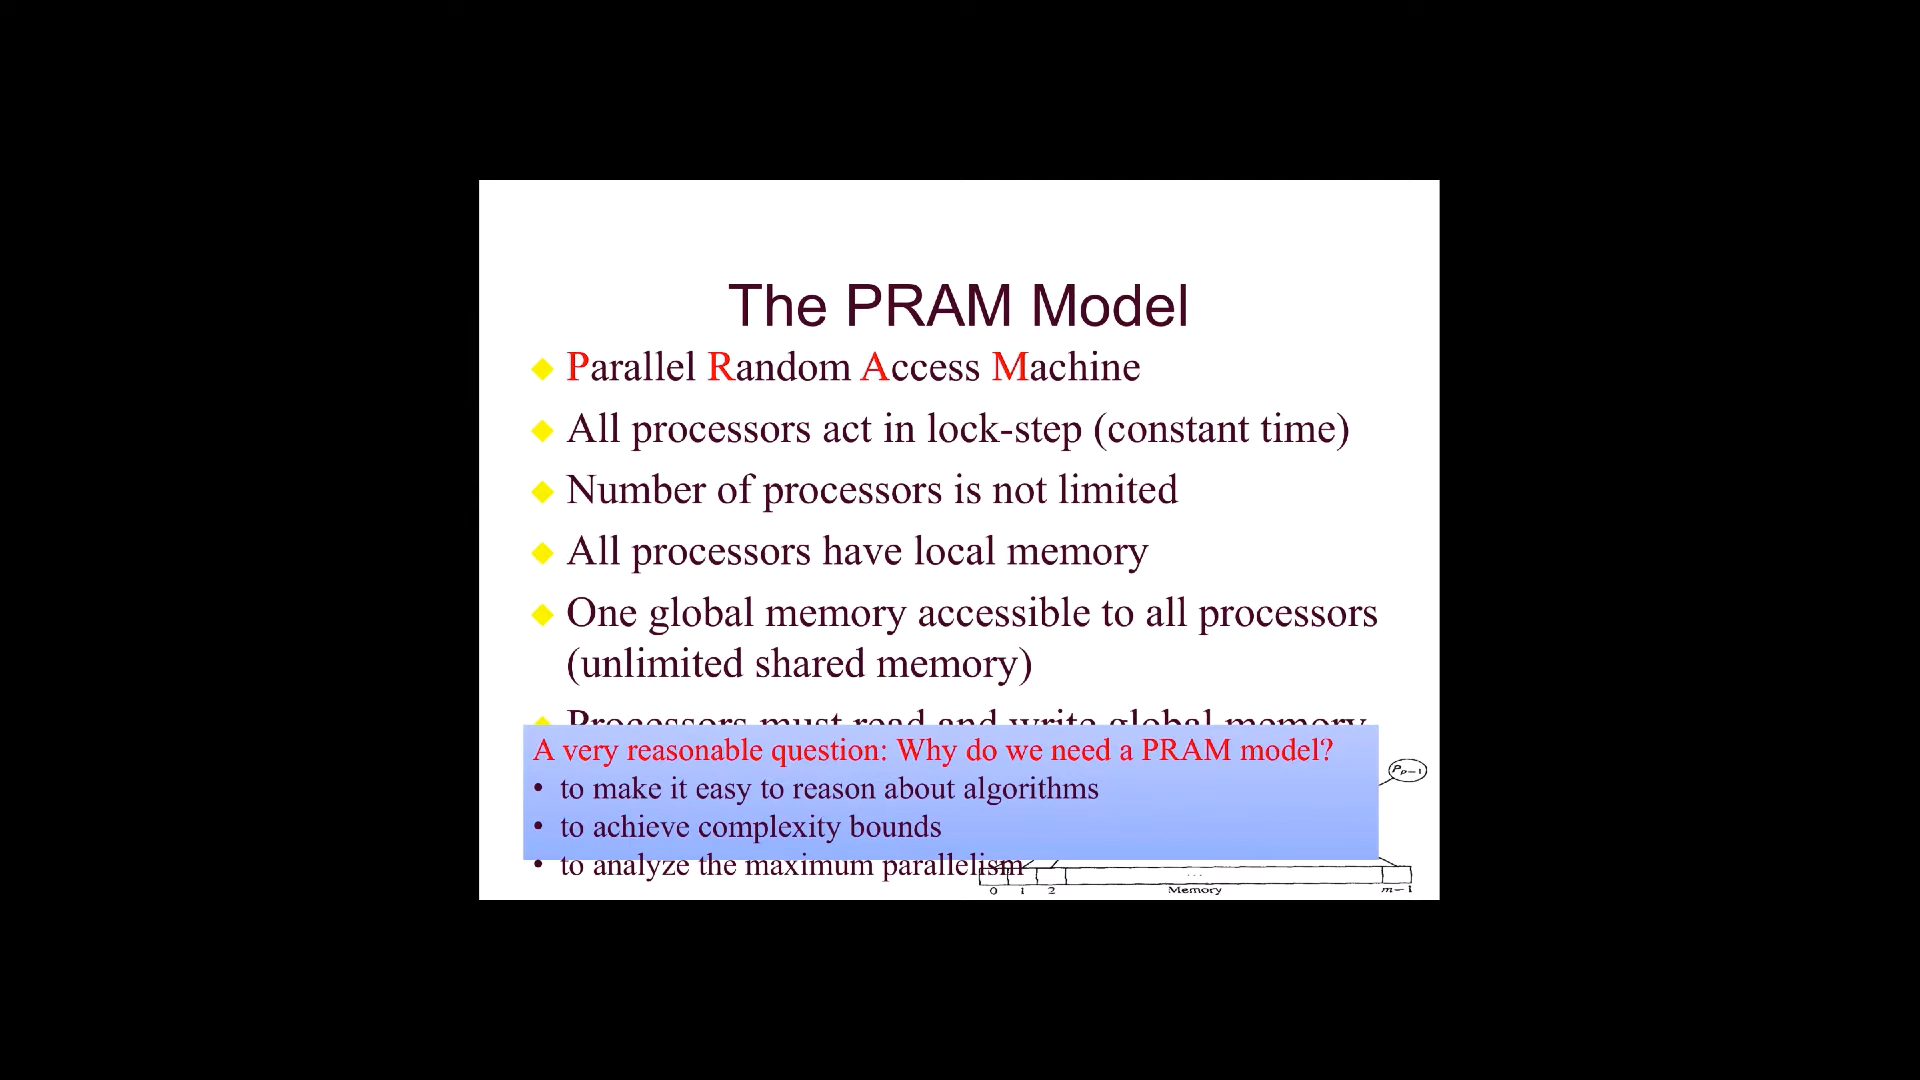 The PRAM Model
Parallel Random Access Machine
All processors act in lock-step (constant time)
Number of processors is not limited
All processors have local memory
One global memory accessible to all processors
(unlimited shared memory)
Processors must read and write global memory
A very reasonable question: Why do we need a PRAM model?
• to make it easy to reason about algorithms
• to achieve complexity bounds
• to analyze the maximum parallelism
Pp-1
...
0 1 2 Memory m-1